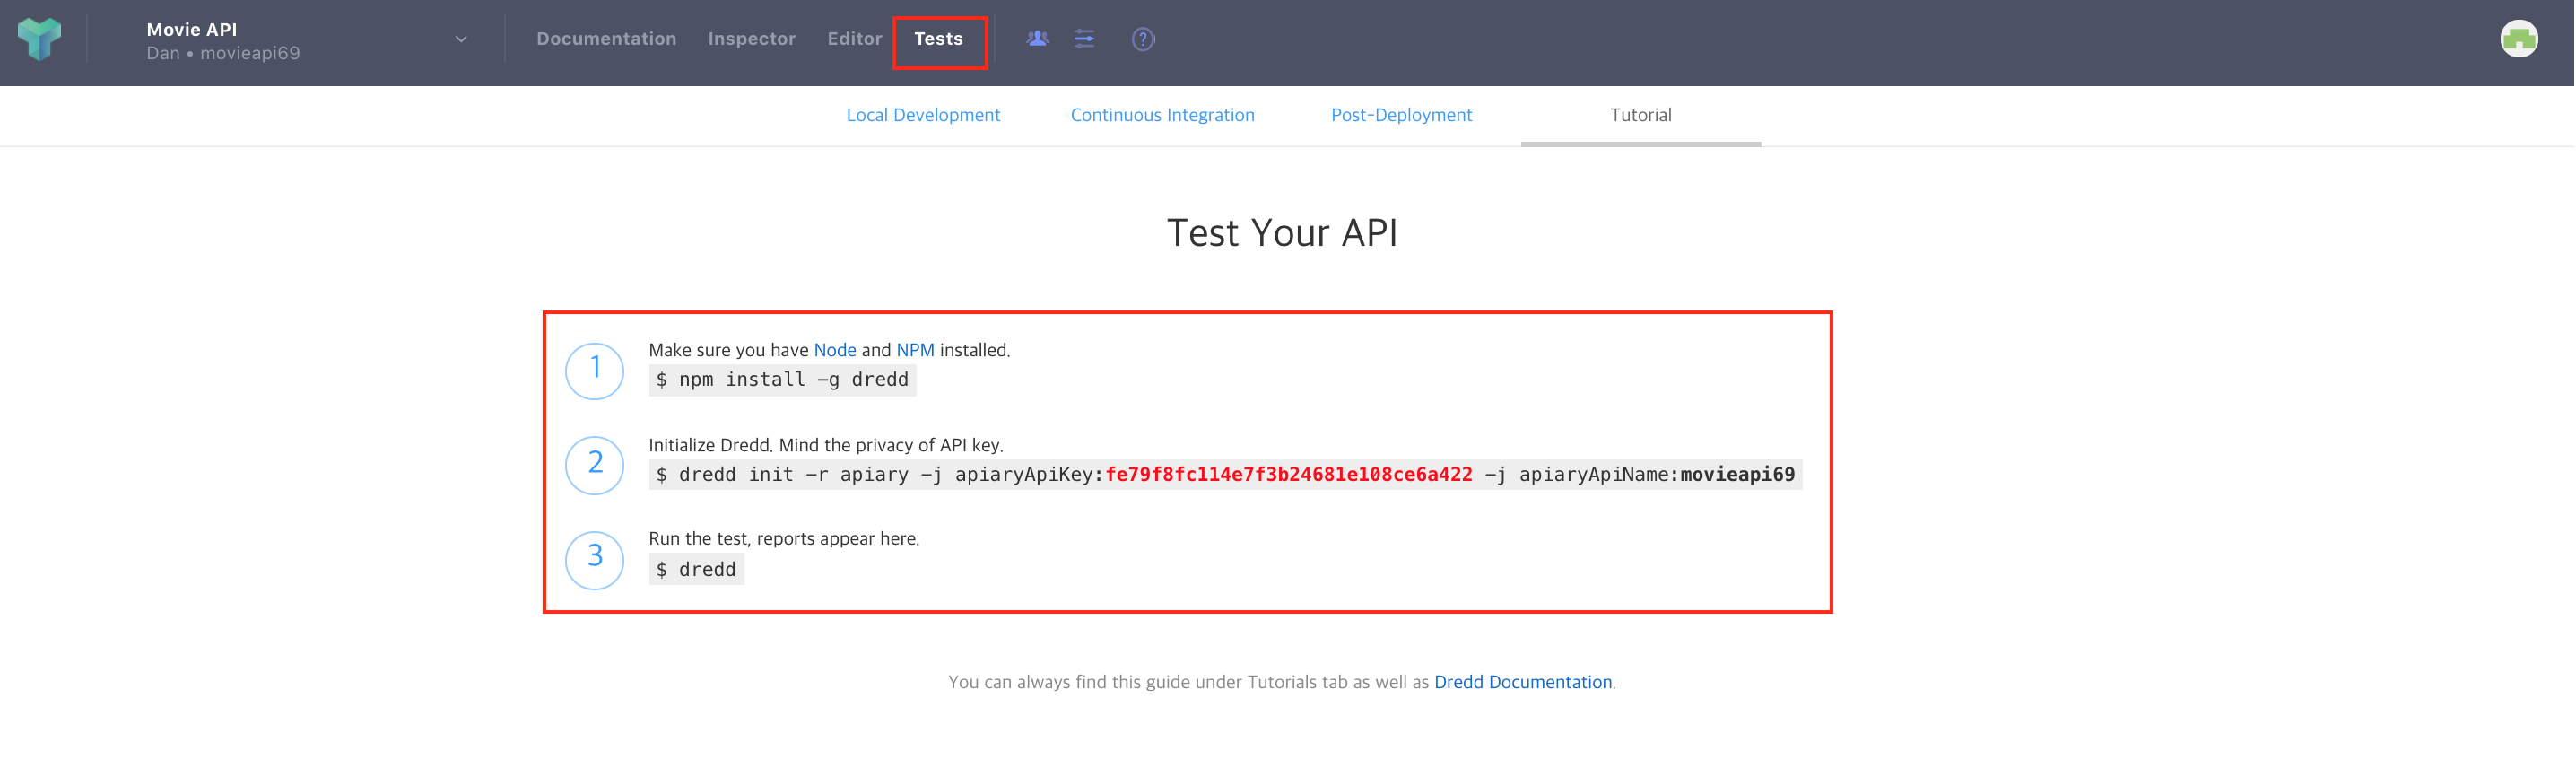 Movie API
Dan • movieapi69
Documentation Inspector Editor Tests
Local Development Continuous Integration Post-Deployment Tutorial
Test Your API
1 Make sure you have Node and NPM installed.
$ npm install -g dredd
2 Initialize Dredd. Mind the privacy of API key.
$ dredd init -r apiary -j apiaryApiKey:fe79f8fc114e7f3b24681e108ce6a422 -j apiaryApiName:movieapi69
3 Run the test, reports appear here.
$ dredd
You can always find this guide under Tutorials tab as well as Dredd Documentation.